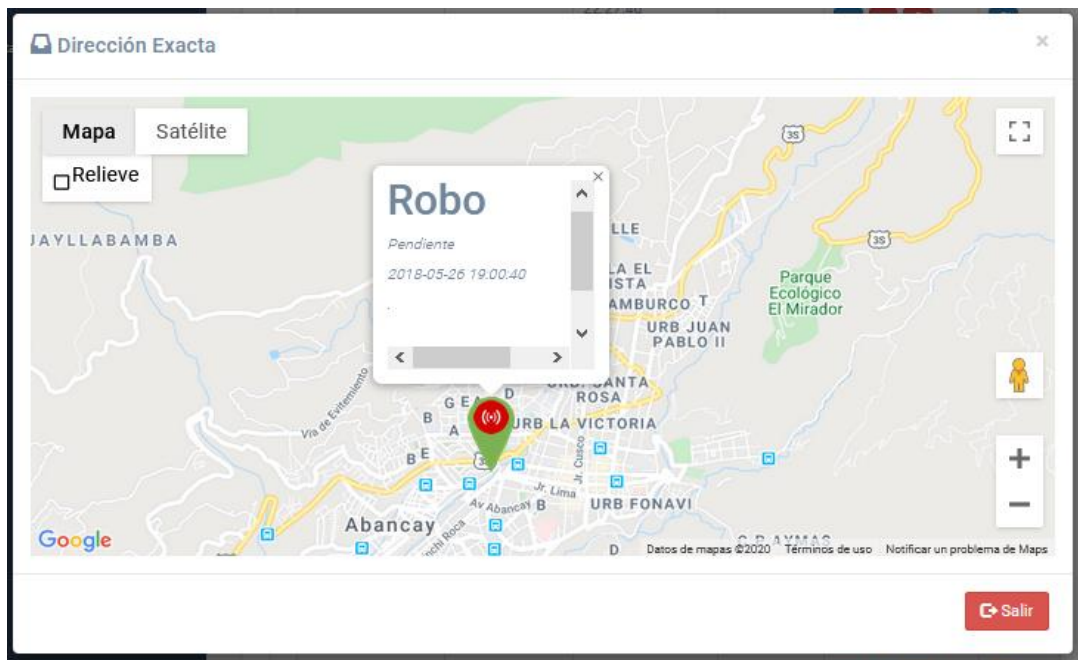 Dirección Exacta
×
Mapa
Satélite
Relieve
Robo
Pendiente
2018-05-26 19:00:40
.
35
35
LLE
LA EL
ISTA
AMBURCO T
URB JUAN
PABLO II
Parque
Ecológico
El Mirador
URB. SANTA
ROSA
Vía de Evitamiento
G E
D
B
A
URB LA VICTORIA
B E
Jr. Cusco
Jr. Lima
Av Abancay
B
URB FONAVI
Abancay
D
Google
Datos de mapas ©2020
Términos de uso
Notificar un problema de Maps
Salir